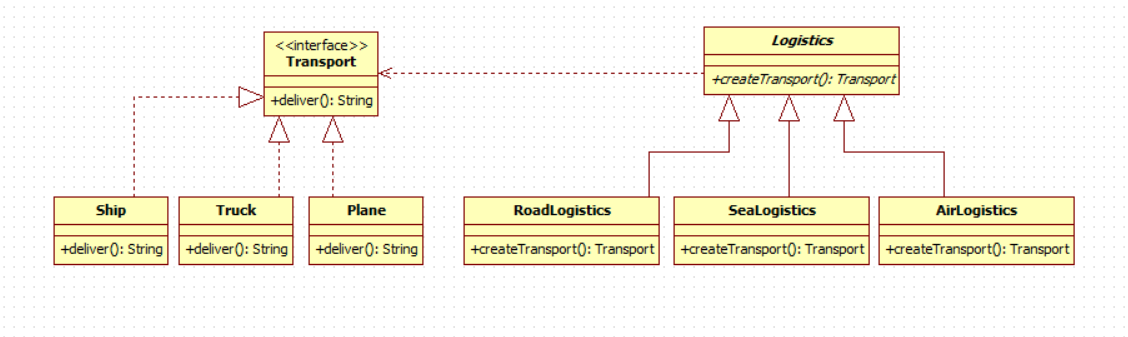 <<interface>>
Transport
+deliver(): String
Logistics
+createTransport(): Transport
Ship
+deliver(): String
Truck
+deliver(): String
Plane
+deliver(): String
RoadLogistics
+createTransport(): Transport
SeaLogistics
+createTransport(): Transport
AirLogistics
+createTransport(): Transport